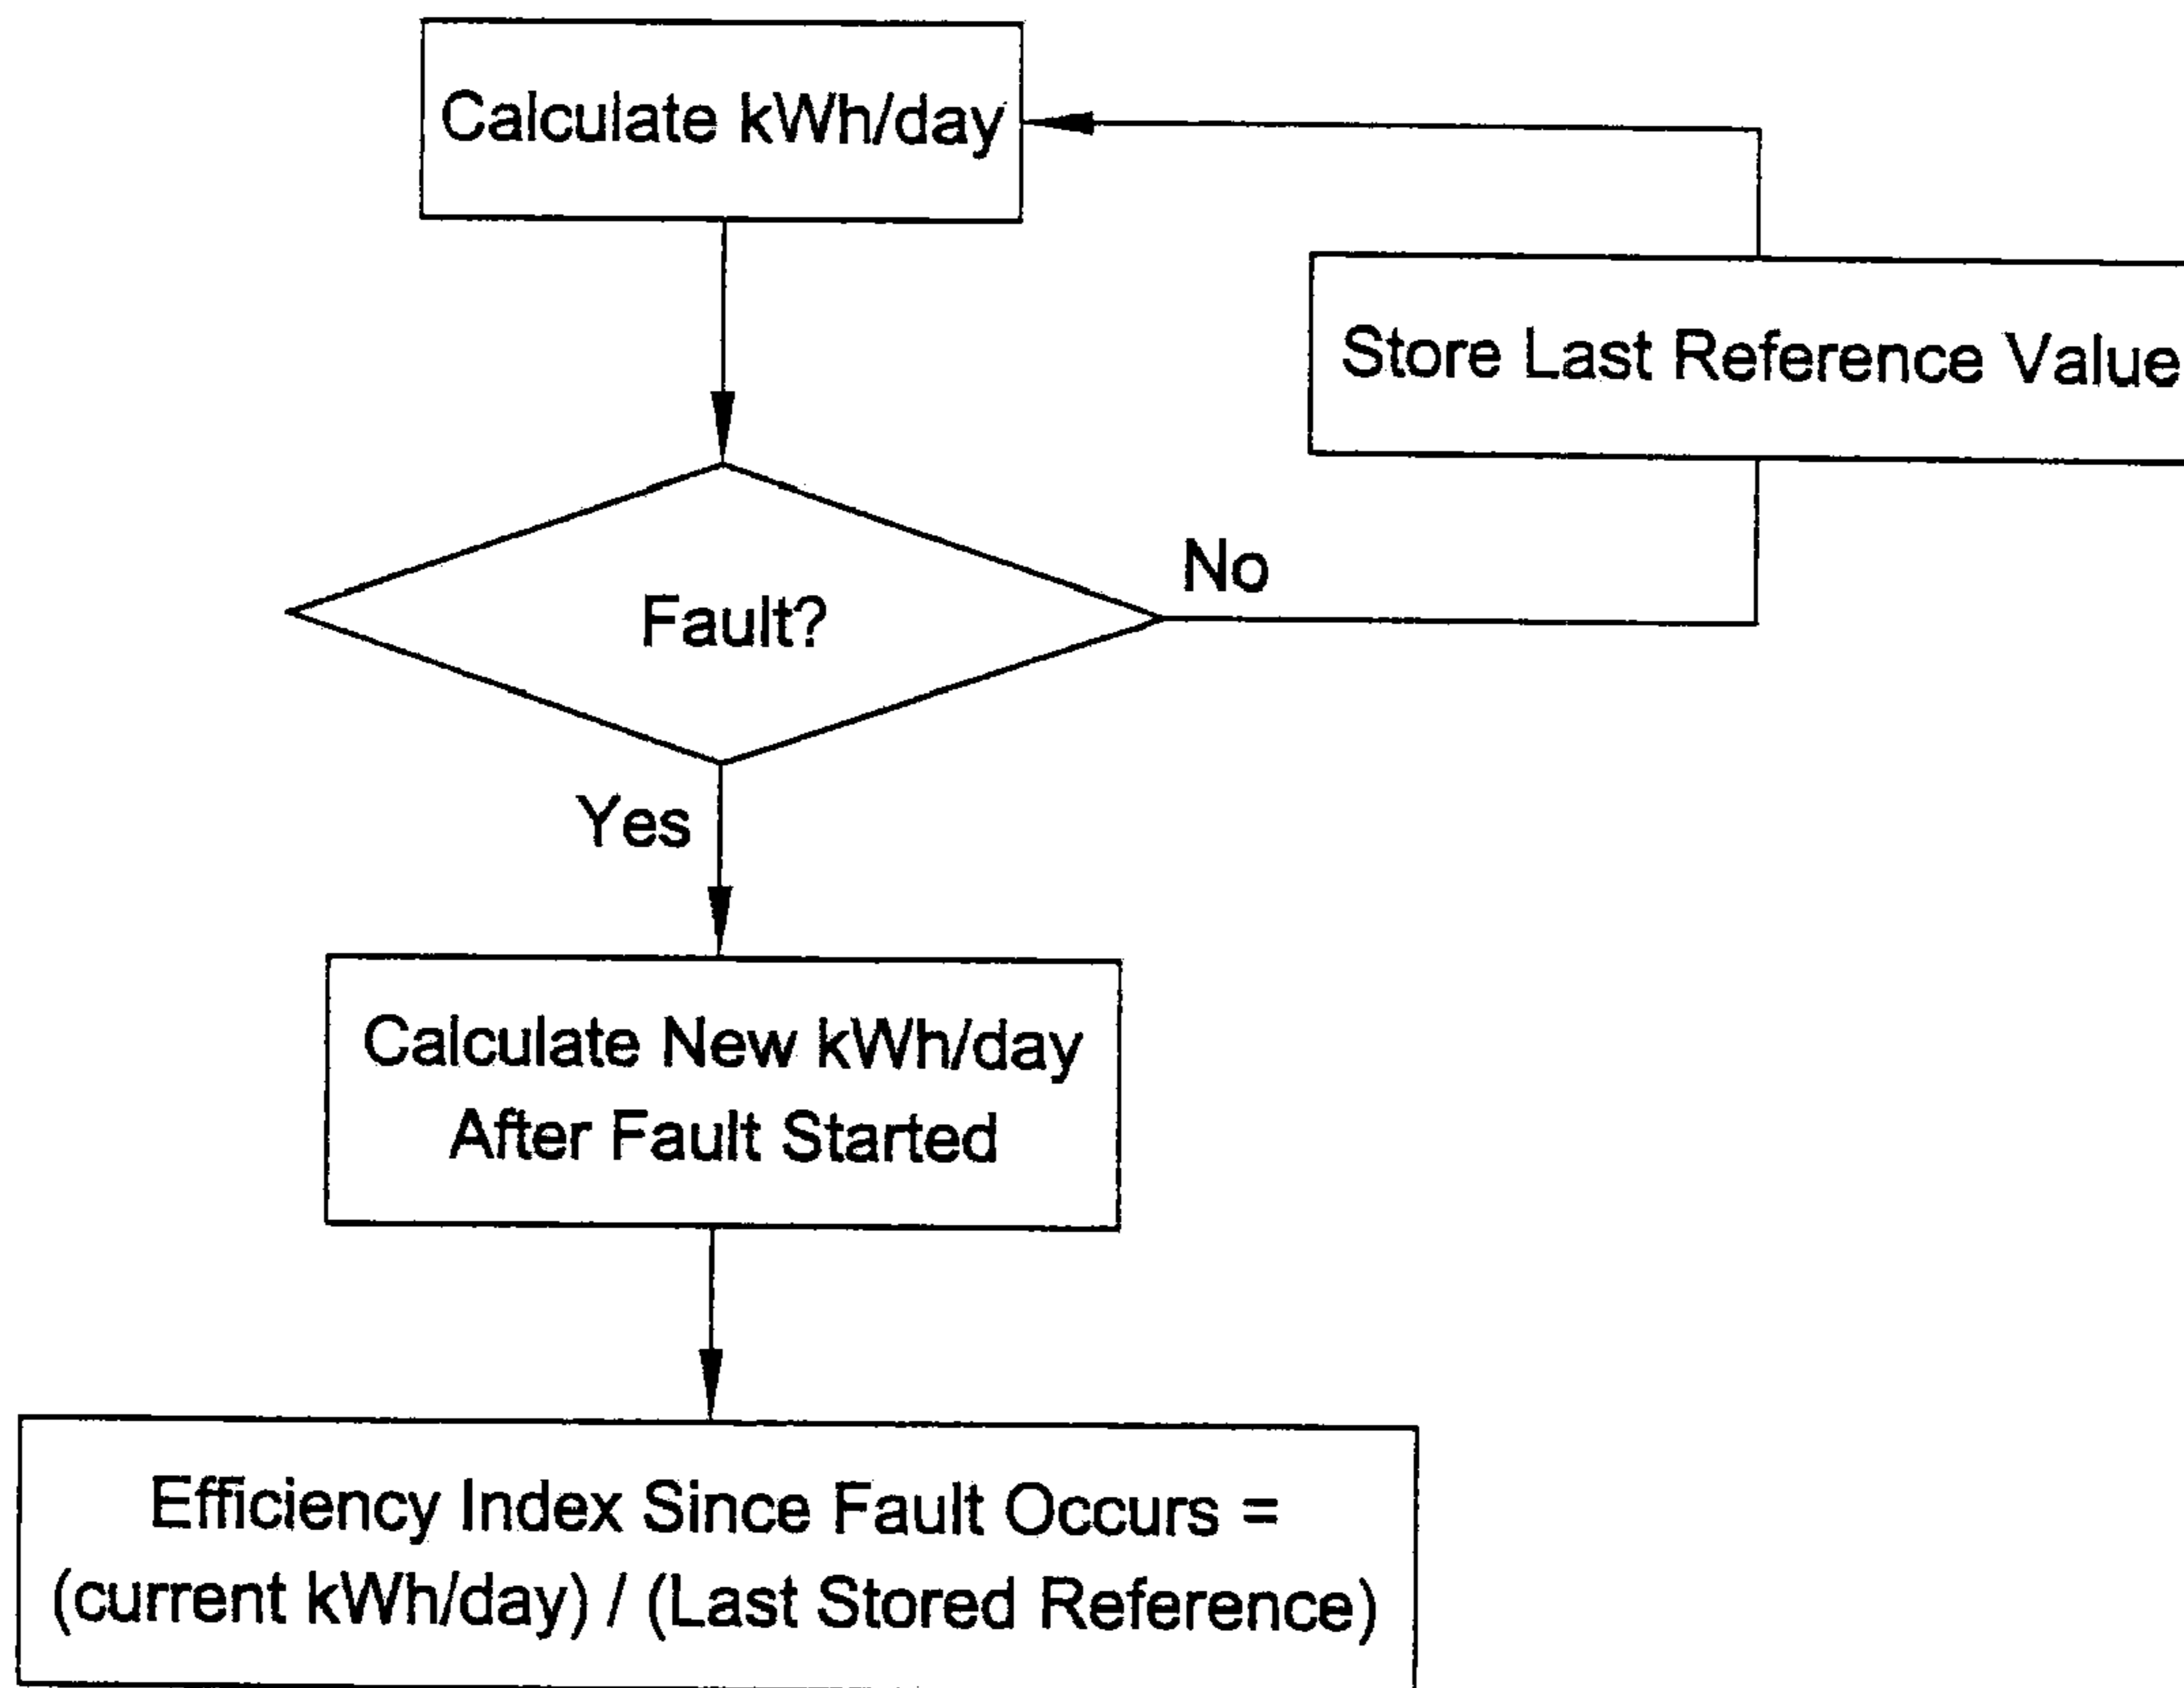 Calculate kWh/day
Store Last Reference Value
No
Fault?
Yes
Calculate New kWh/day
After Fault Started
Efficiency Index Since Fault Occurs =
(current kWh/day) / (Last Stored Reference)